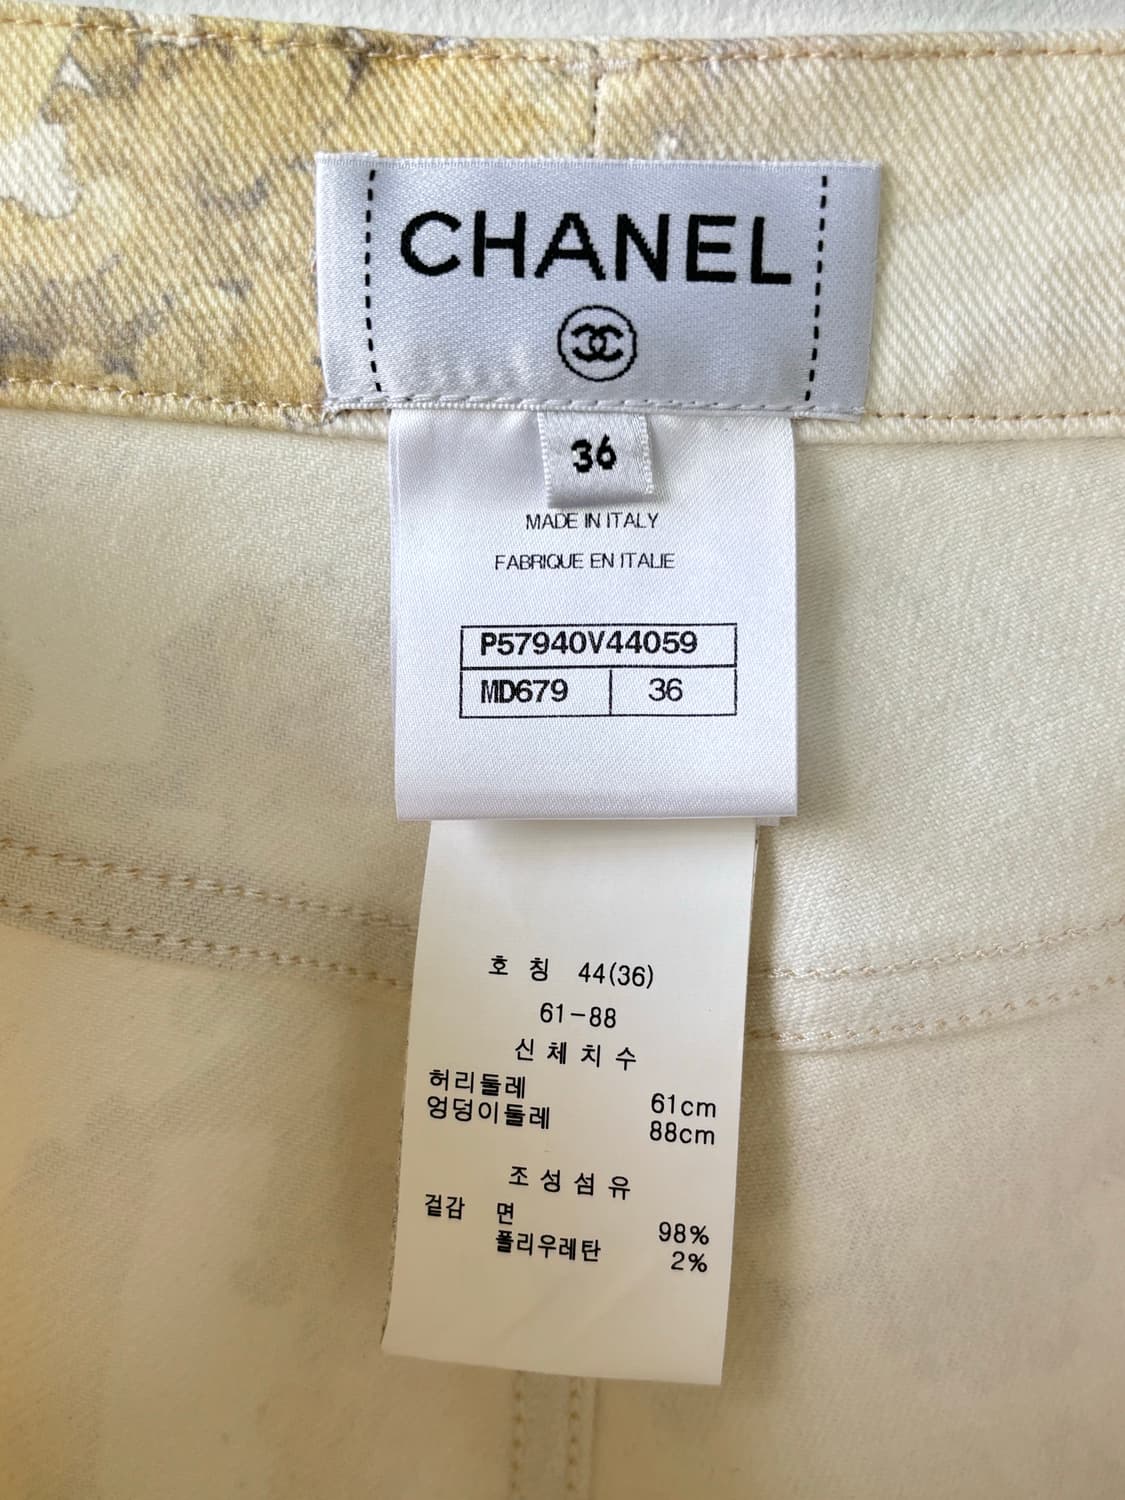 CHANEL
36
MADE IN ITALY
FABRIQUE EN ITALIE
P57940V44059
MD679 36
호칭 44(36)
61-88
신체치수
허리둘레 61cm
엉덩이둘레 88cm
조성섬유
겉감 면 98%
폴리우레탄 2%